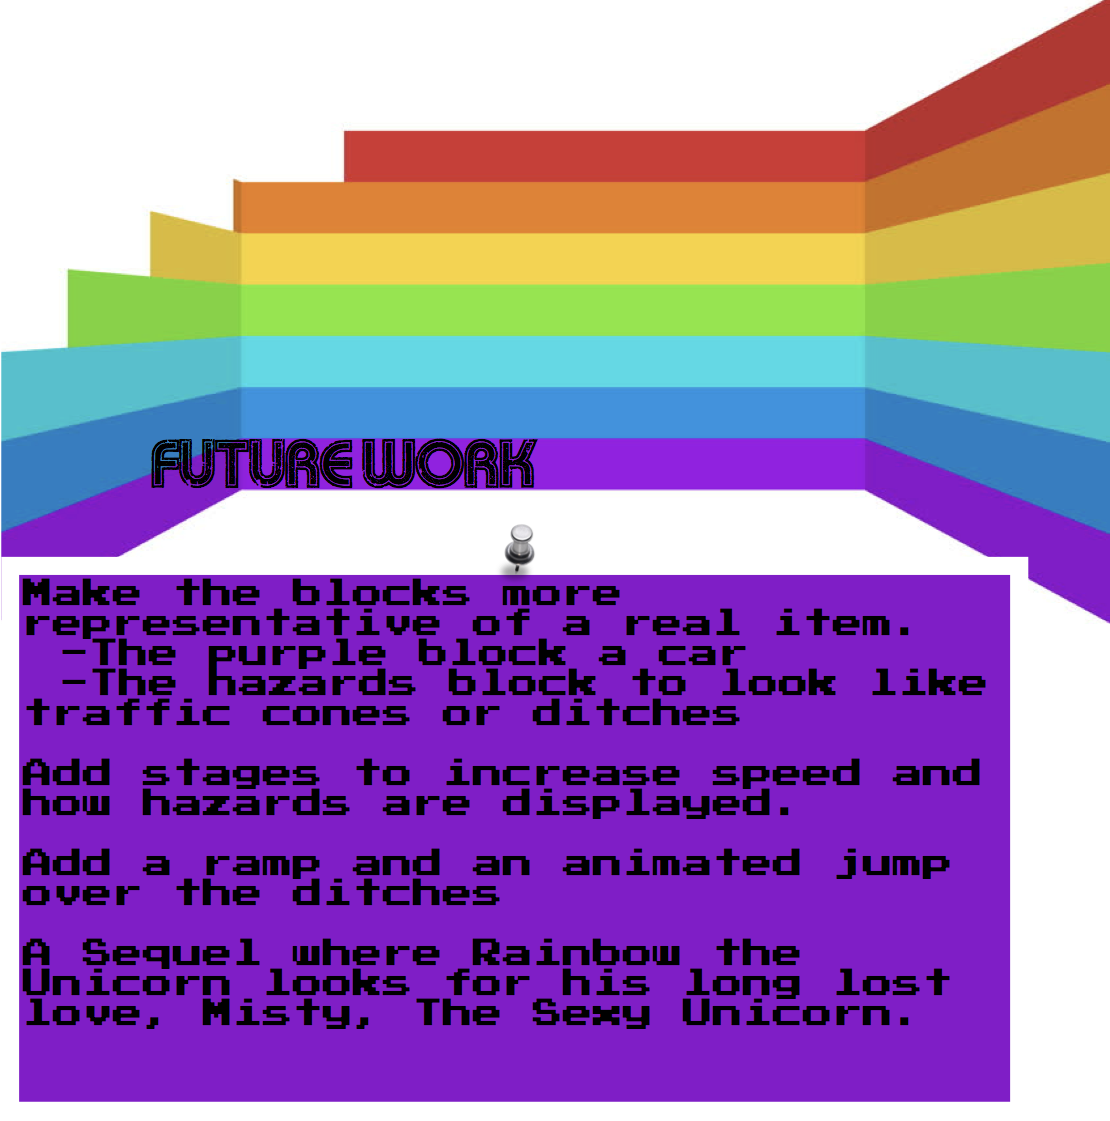 FUTURE WORK
Make the blocks more
representative of a real item.
-The purple block a car
-The hazards block to look like
traffic cones or ditches
Add stages to increase speed and
how hazards are displayed.
Add a ramp and an animated jump
over the ditches
A Sequel where Rainbow the
Unicorn looks for his long lost
love, Misty, The Sexy Unicorn.